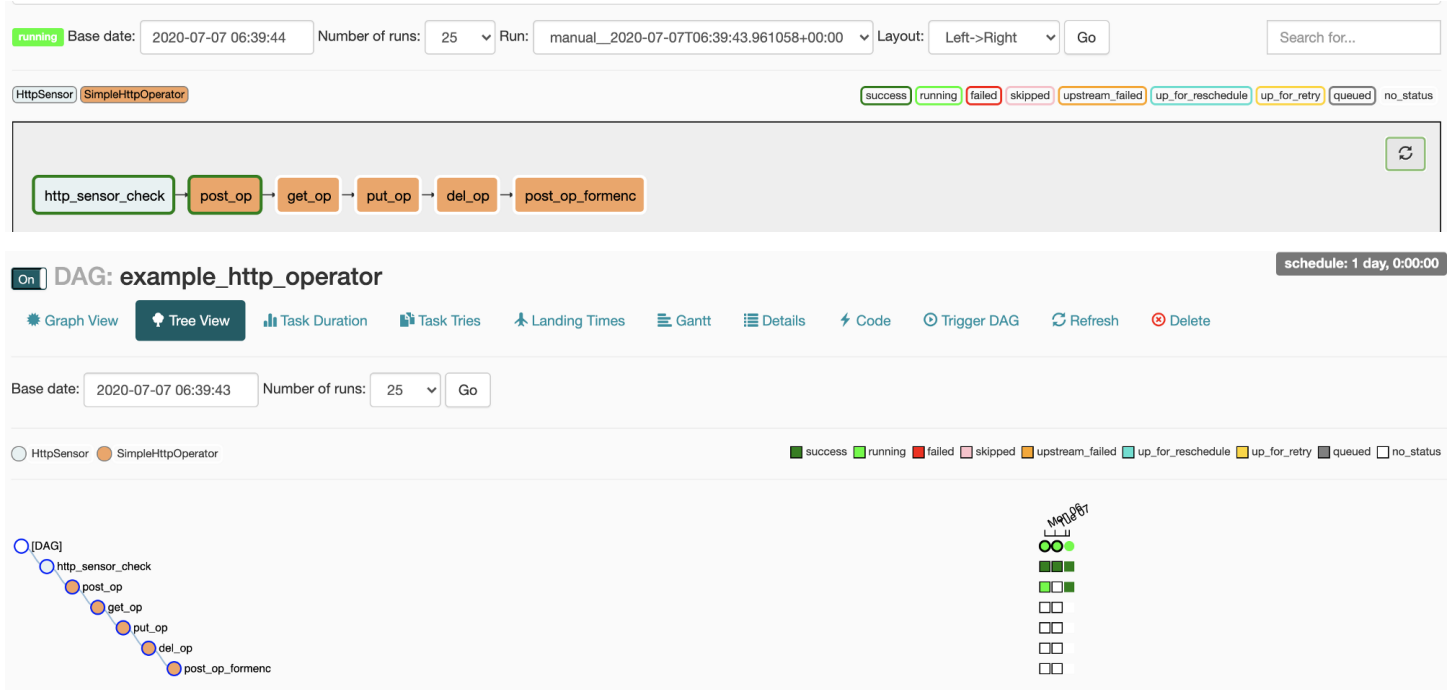 running Base date: 2020-07-07 06:39:44 Number of runs: 25 Run: manual__2020-07-07T06:39:43.961058+00:00 Layout: Left->Right Go Search for...
HttpSensor SimpleHttpOperator success running failed skipped upstream_failed up_for_reschedule up_for_retry queued no_status
http_sensor_check post_op get_op put_op del_op post_op_formenc
On DAG: example_http_operator schedule: 1 day, 0:00:00
Graph View Tree View Task Duration Task Tries Landing Times Gantt Details Code Trigger DAG Refresh Delete
Base date: 2020-07-07 06:39:43 Number of runs: 25 Go
HttpSensor SimpleHttpOperator success running failed skipped upstream_failed up_for_reschedule up_for_retry queued no_status
Mon 06 Tue 07
[DAG]
http_sensor_check
post_op
get_op
put_op
del_op
post_op_formenc